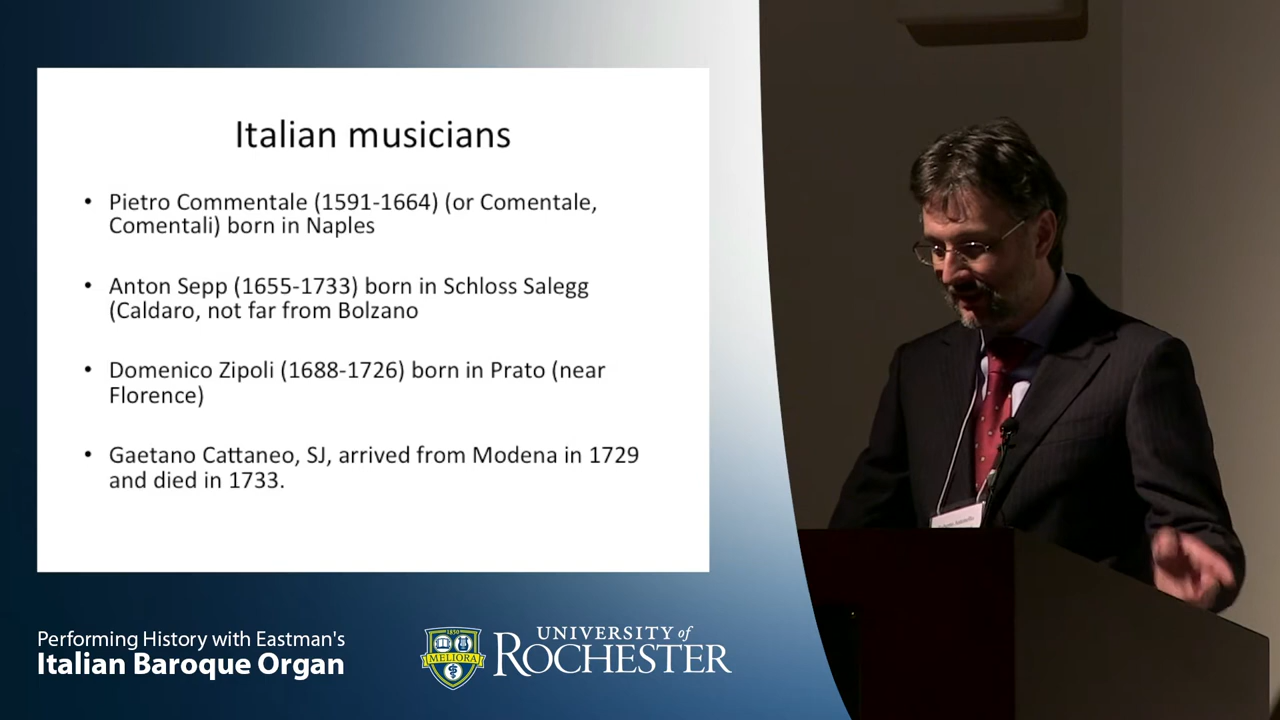 Italian musicians
• Pietro Commentale (1591-1664) (or Comentale,
Comentali) born in Naples
• Anton Sepp (1655-1733) born in Schloss Salegg
(Caldaro, not far from Bolzano
• Domenico Zipoli (1688-1726) born in Prato (near
Florence)
• Gaetano Cattaneo, SJ, arrived from Modena in 1729
and died in 1733.
Performing History with Eastman's
Italian Baroque Organ
1850
MELIORA
UNIVERSITY of
ROCHESTER